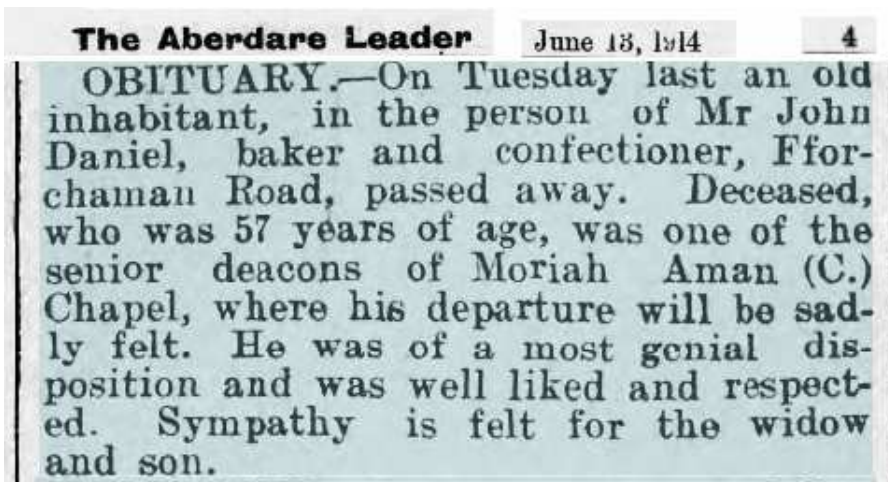 The Aberdare Leader June 13, 1914 4
OBITUARY.—On Tuesday last an old
inhabitant, in the person of Mr John
Daniel, baker and confectioner, Ffor-
chaman Road, passed away. Deceased,
who was 57 years of age, was one of the
senior deacons of Moriah Aman (C.)
Chapel, where his departure will be sad-
ly felt. He was of a most genial dis-
position and was well liked and respect-
ed. Sympathy is felt for the widow
and son.